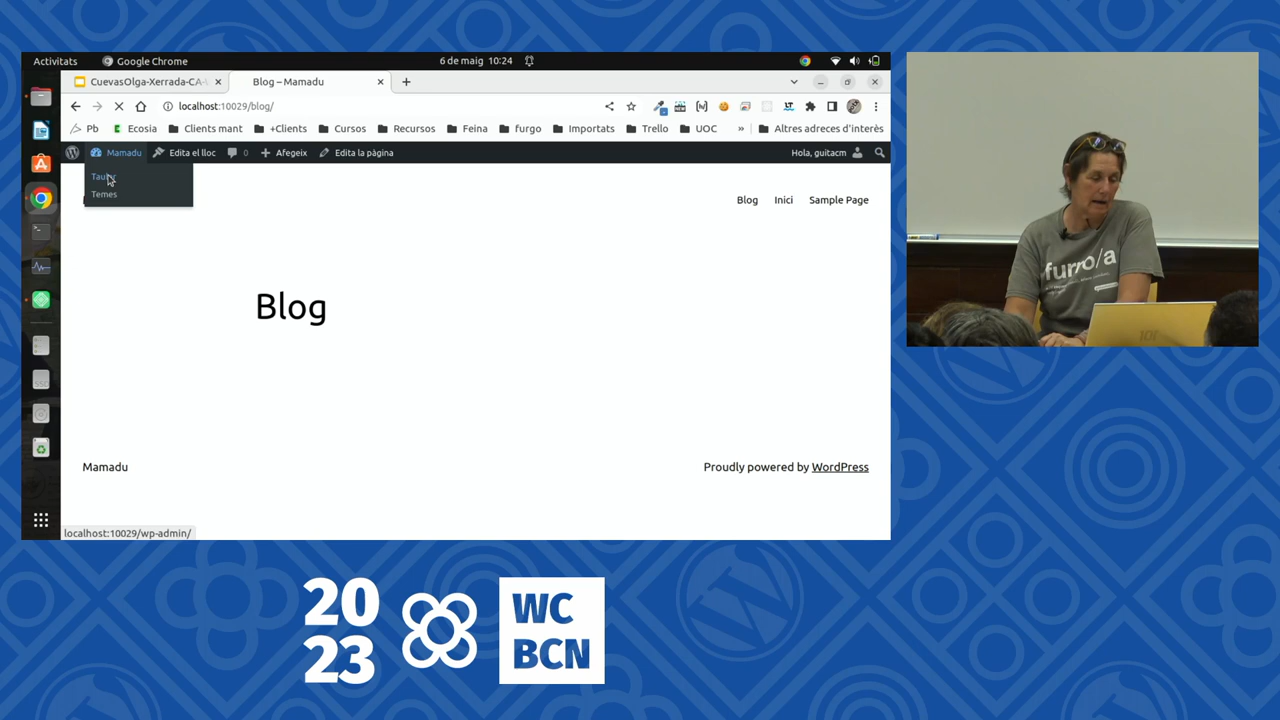 Activitats
Google Chrome
6 de maig 10:24
CuevasOlga-Xerrada-CA-
Blog – Mamadu
localhost:10029/blog/
Pb
Ecosia
Clients mant
+Clients
Cursos
Recursos
Feina
furgo
Importats
Trello
UOC
»
Altres adreces d'interès
Mamadu
Edita el lloc
0
Afegeix
Edita la pàgina
Hola, guitacm
Temes
Blog
Inici
Sample Page
Blog
Mamadu
Proudly powered by WordPress
localhost:10029/wp-admin/
furgo/a
2023
WC
BCN